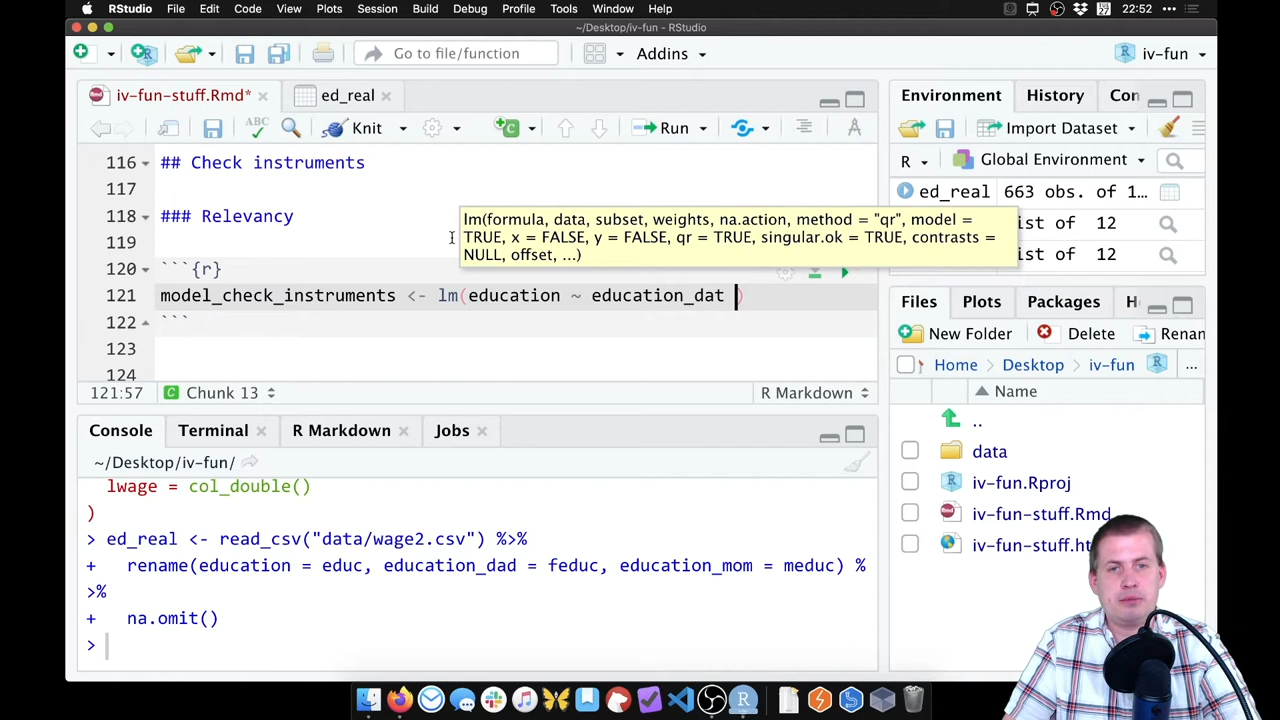 RStudio File Edit Code View Plots Session Build Debug Profile Tools Window Help 27 22:52
~/Desktop/iv-fun - RStudio
Go to file/function Addins iv-fun
iv-fun-stuff.Rmd* ed_real
ABC Knit Run
116 ## Check instruments
117
118 ### Relevancy
119
120 ```{r}
121 model_check_instruments <- lm(education ~ education_dat )
122 ```
123
124
lm(formula, data, subset, weights, na.action, method = "qr", model =
TRUE, x = FALSE, y = FALSE, qr = TRUE, singular.ok = TRUE, contrasts =
NULL, offset, ...)
121:57 Chunk 13 R Markdown
Console Terminal R Markdown Jobs
~/Desktop/iv-fun/
lwage = col_double()
)
> ed_real <- read_csv("data/wage2.csv") %>%
+ rename(education = educ, education_dad = feduc, education_mom = meduc) %
>%
+ na.omit()
>
Environment History Con
Import Dataset
R Global Environment
ed_real 663 obs. of 1…
ist of 12
ist of 12
Files Plots Packages H
New Folder Delete Renan
Home Desktop iv-fun ...
Name
..
data
iv-fun.Rproj
iv-fun-stuff.Rmd
iv-fun-stuff.ht